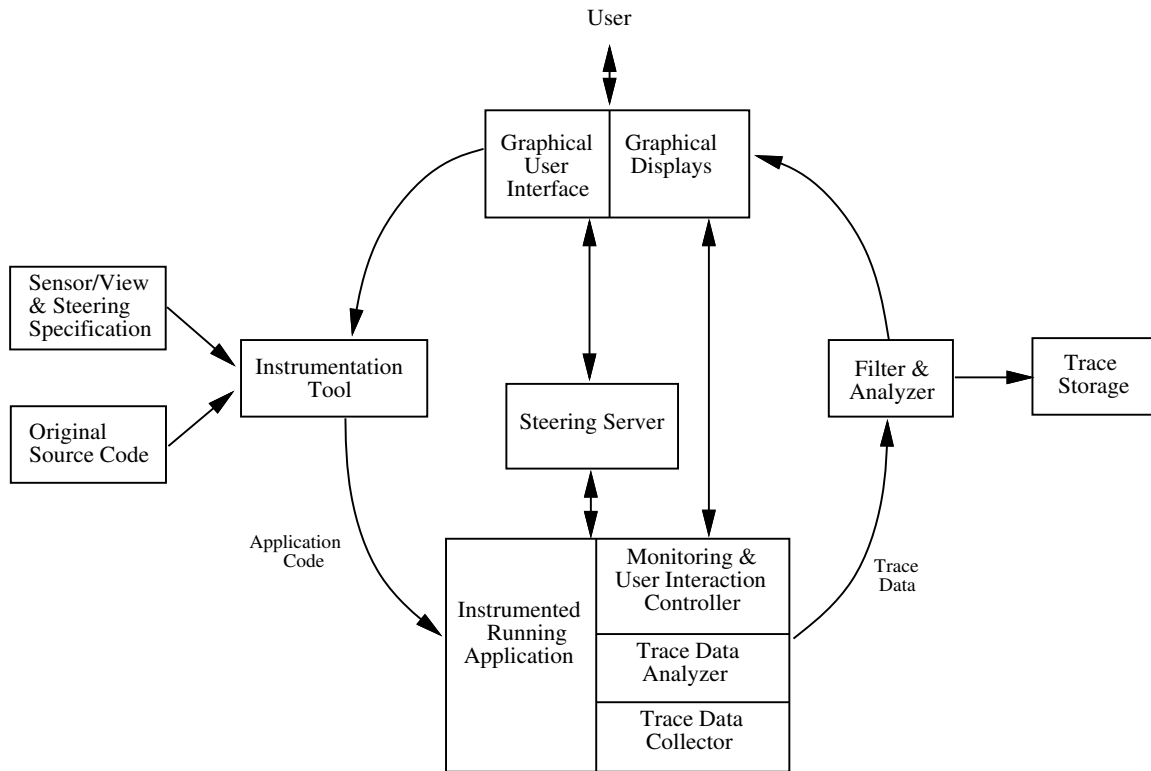 User
Graphical
User
Interface
Graphical
Displays
Sensor/View
& Steering
Specification
Instrumentation
Tool
Original
Source Code
Steering Server
Filter &
Analyzer
Trace
Storage
Application
Code
Instrumented
Running
Application
Monitoring &
User Interaction
Controller
Trace Data
Analyzer
Trace Data
Collector
Trace
Data